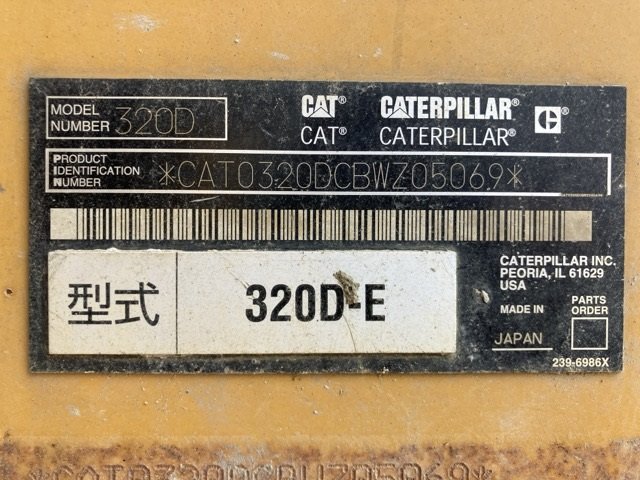 MODEL NUMBER 320D
CAT® CATERPILLAR® C
CAT® CATERPILLAR®
PRODUCT IDENTIFICATION NUMBER *CAT0320DCBWZ05069*
型式 320D-E
CATERPILLAR INC.
PEORIA, IL 61629
USA
MADE IN JAPAN
PARTS ORDER
239-6986X
*CAT0320DCBWZ05069*